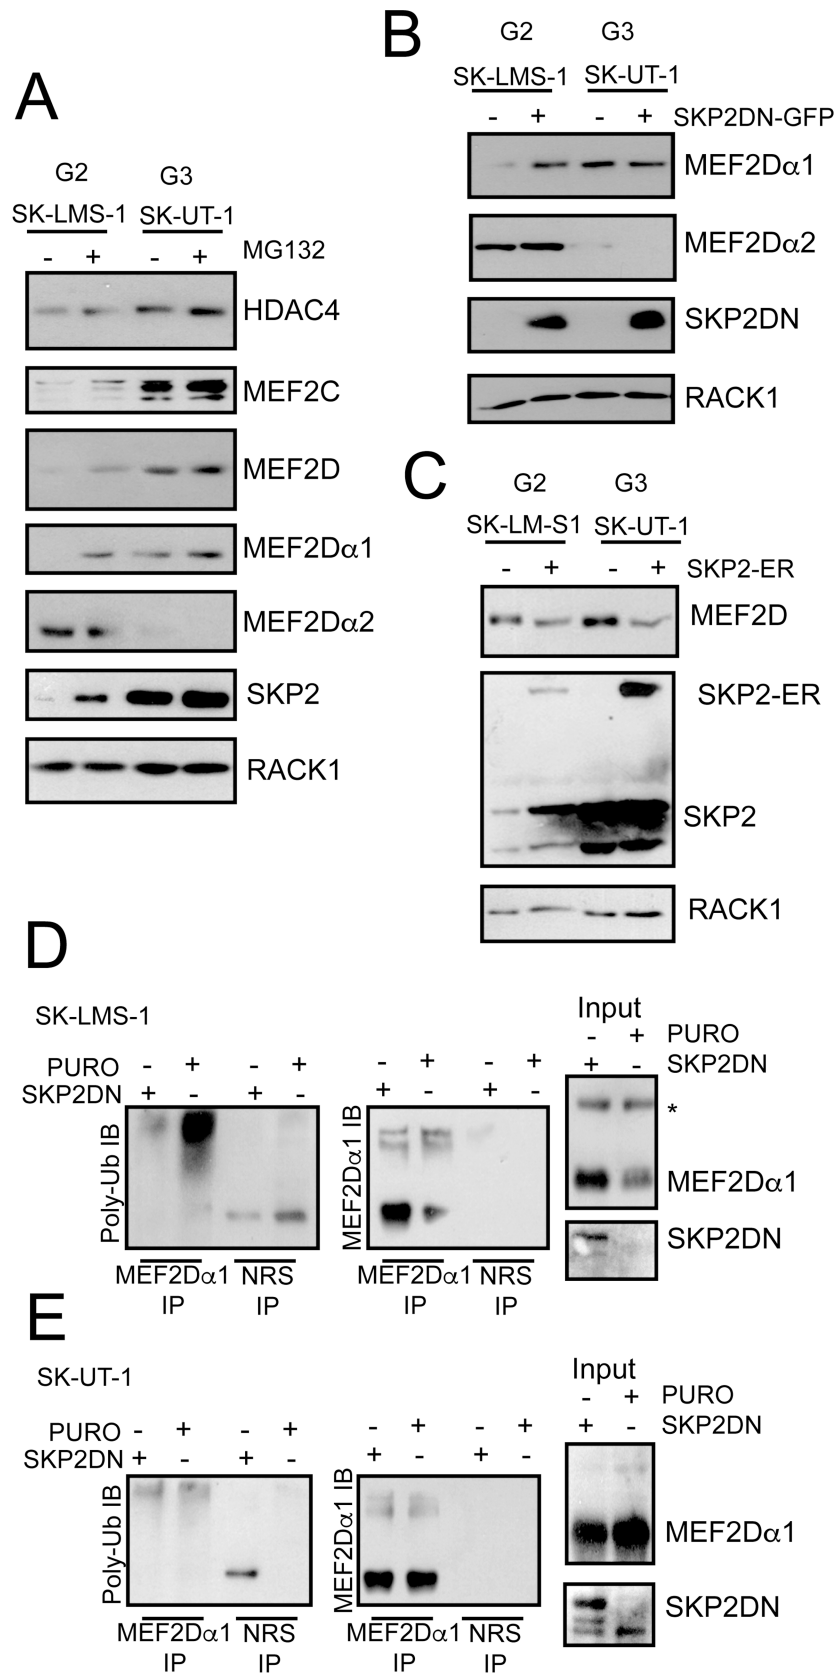 A
G2 G3
SK-LMS-1 SK-UT-1
- + - + MG132
HDAC4
MEF2C
MEF2D
MEF2Dα1
MEF2Dα2
SKP2
RACK1
B
G2 G3
SK-LMS-1 SK-UT-1
- + - + SKP2DN-GFP
MEF2Dα1
MEF2Dα2
SKP2DN
RACK1
C
G2 G3
SK-LM-S1 SK-UT-1
- + - + SKP2-ER
MEF2D
SKP2-ER
SKP2
RACK1
D
SK-LMS-1
PURO - + - +
SKP2DN + - + -
Poly-Ub IB
MEF2Dα1 NRS
IP IP
- + - +
+ - + -
MEF2Dα1 IB
MEF2Dα1 NRS
IP IP
Input
- + PURO
+ - SKP2DN
*
MEF2Dα1
SKP2DN
E
SK-UT-1
PURO - + - +
SKP2DN + - + -
Poly-Ub IB
MEF2Dα1 NRS
IP IP
- + - +
+ - + -
MEF2Dα1 IB
MEF2Dα1 NRS
IP IP
Input
- + PURO
+ - SKP2DN
MEF2Dα1
SKP2DN